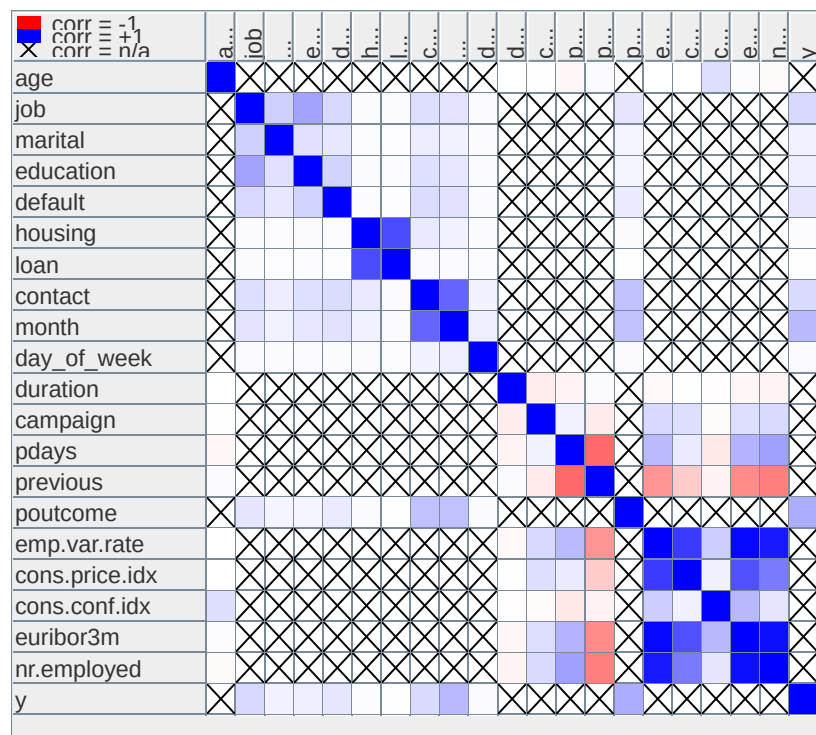 corr = -1
corr = +1
corr = n/a
a...
job
...
e...
d...
h...
l...
c...
...
d...
d...
c...
p...
p...
p...
e...
c...
c...
e...
n...
y
age
job
marital
education
default
housing
loan
contact
month
day_of_week
duration
campaign
pdays
previous
poutcome
emp.var.rate
cons.price.idx
cons.conf.idx
euribor3m
nr.employed
y